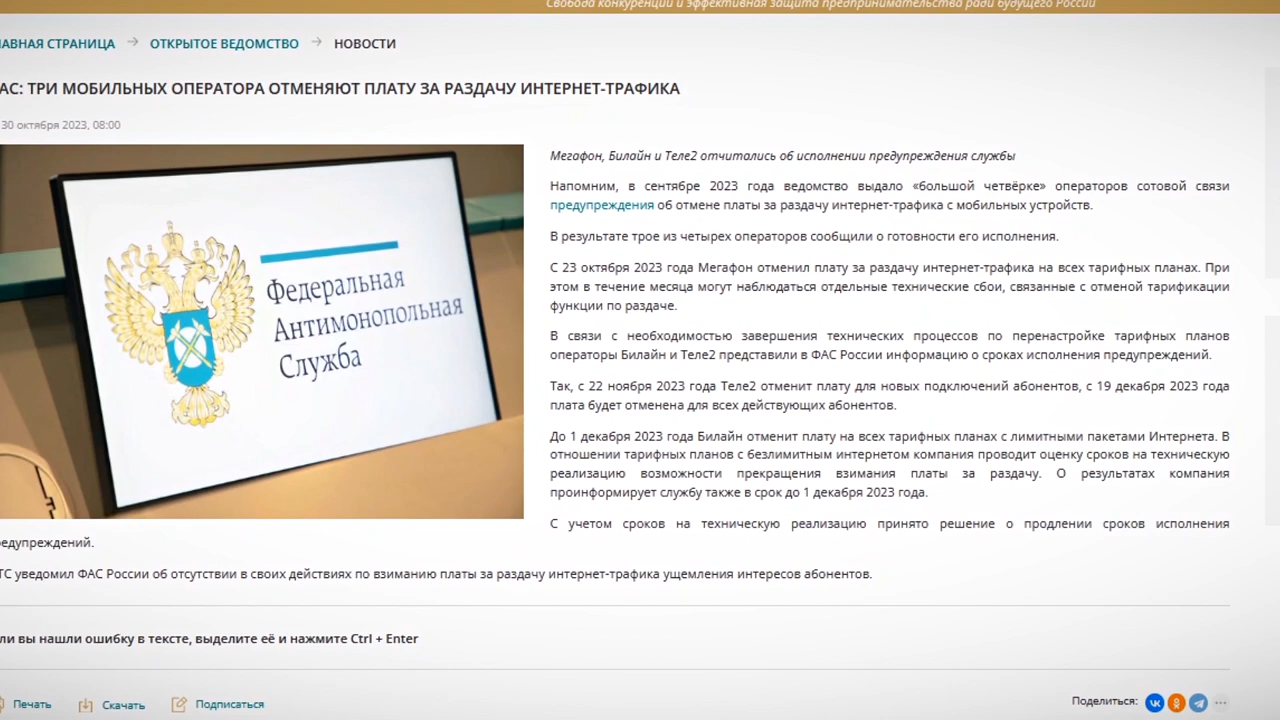 Свобода конкуренции и эффективная защита предпринимательства ради будущего России
ЛАВНАЯ СТРАНИЦА → ОТКРЫТОЕ ВЕДОМСТВО → НОВОСТИ
АС: ТРИ МОБИЛЬНЫХ ОПЕРАТОРА ОТМЕНЯЮТ ПЛАТУ ЗА РАЗДАЧУ ИНТЕРНЕТ-ТРАФИКА
30 октября 2023, 08:00
Федеральная
Антимонопольная
Служба
Мегафон, Билайн и Теле2 отчитались об исполнении предупреждения службы
Напомним, в сентябре 2023 года ведомство выдало «большой четвёрке» операторов сотовой связи
предупреждения об отмене платы за раздачу интернет-трафика с мобильных устройств.
В результате трое из четырех операторов сообщили о готовности его исполнения.
С 23 октября 2023 года Мегафон отменил плату за раздачу интернет-трафика на всех тарифных планах. При
этом в течение месяца могут наблюдаться отдельные технические сбои, связанные с отменой тарификации
функции по раздаче.
В связи с необходимостью завершения технических процессов по перенастройке тарифных планов
операторы Билайн и Теле2 представили в ФАС России информацию о сроках исполнения предупреждений.
Так, с 22 ноября 2023 года Теле2 отменит плату для новых подключений абонентов, с 19 декабря 2023 года
плата будет отменена для всех действующих абонентов.
До 1 декабря 2023 года Билайн отменит плату на всех тарифных планах с лимитными пакетами Интернета. В
отношении тарифных планов с безлимитным интернетом компания проводит оценку сроков на техническую
реализацию возможности прекращения взимания платы за раздачу. О результатах компания
проинформирует службу также в срок до 1 декабря 2023 года.
С учетом сроков на техническую реализацию принято решение о продлении сроков исполнения
редупреждений.
ТС уведомил ФАС России об отсутствии в своих действиях по взиманию платы за раздачу интернет-трафика ущемления интересов абонентов.
ли вы нашли ошибку в тексте, выделите её и нажмите Ctrl + Enter
Печать Скачать Подписаться
Поделиться: